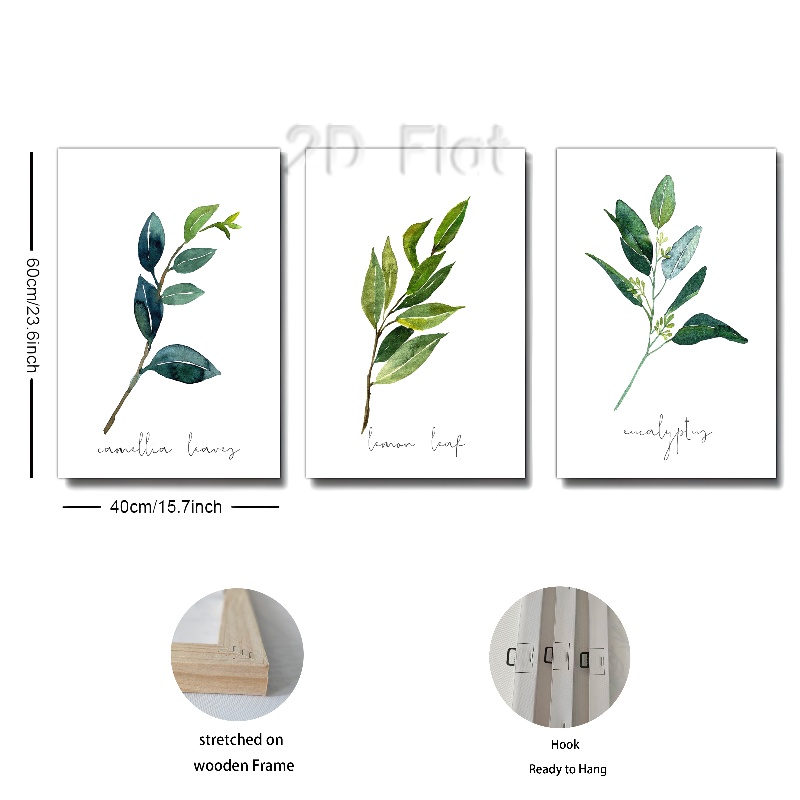 2D Flat
60cm/23.6inch
camellia leaves
lemon leaf
eucalyptus
40cm/15.7inch
stretched on
wooden Frame
Hook
Ready to Hang